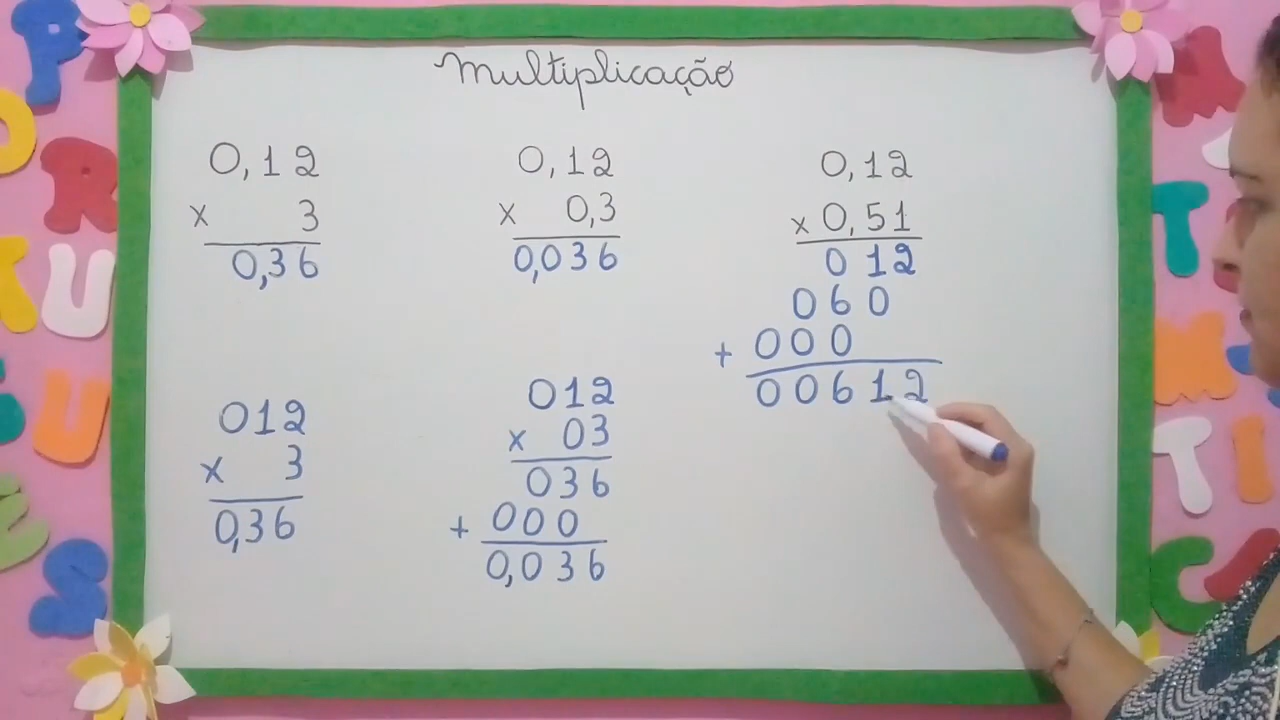 Multiplicação
0,12
x 3
0,36
0,12
x 0,3
0,036
0,12
x 0,51
012
060
+ 000
00612
012
x 3
0,36
012
x 03
036
+ 000
0,036